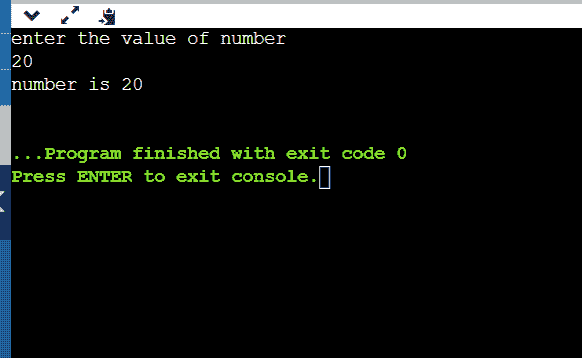 enter the value of number
20
number is 20
...Program finished with exit code 0
Press ENTER to exit console.